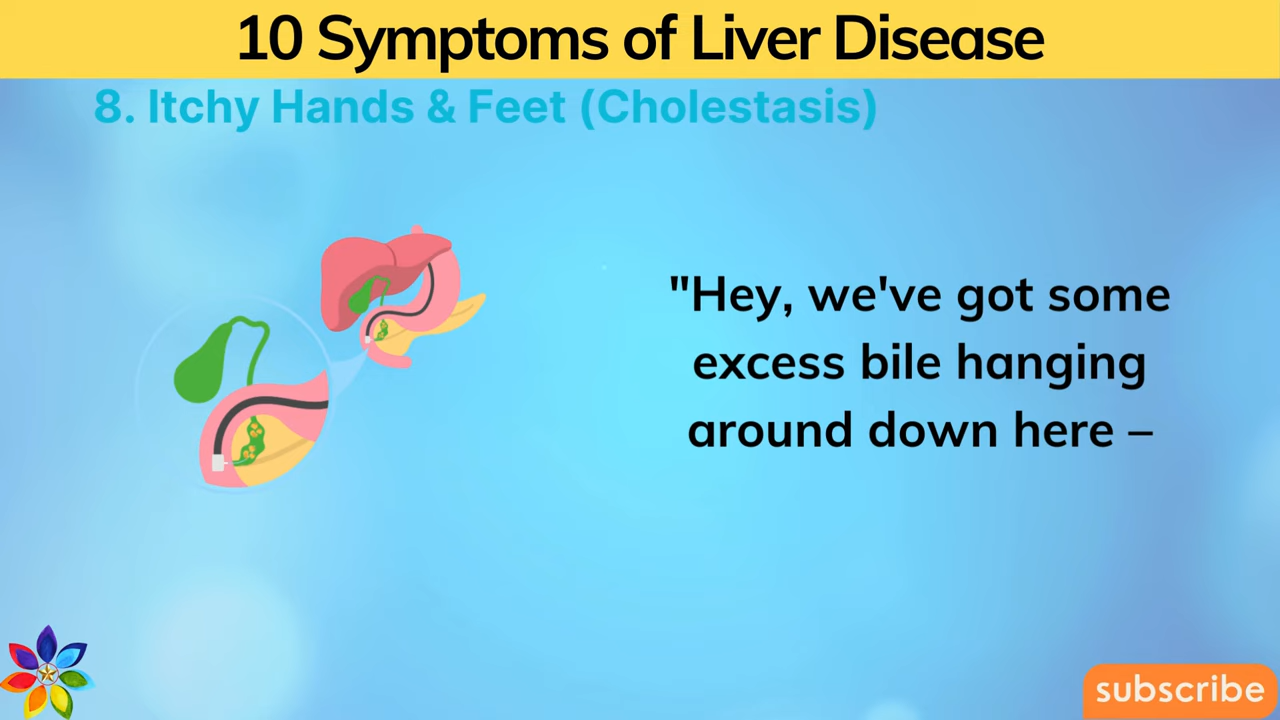 10 Symptoms of Liver Disease
8. Itchy Hands & Feet (Cholestasis)
"Hey, we've got some
excess bile hanging
around down here –
subscribe